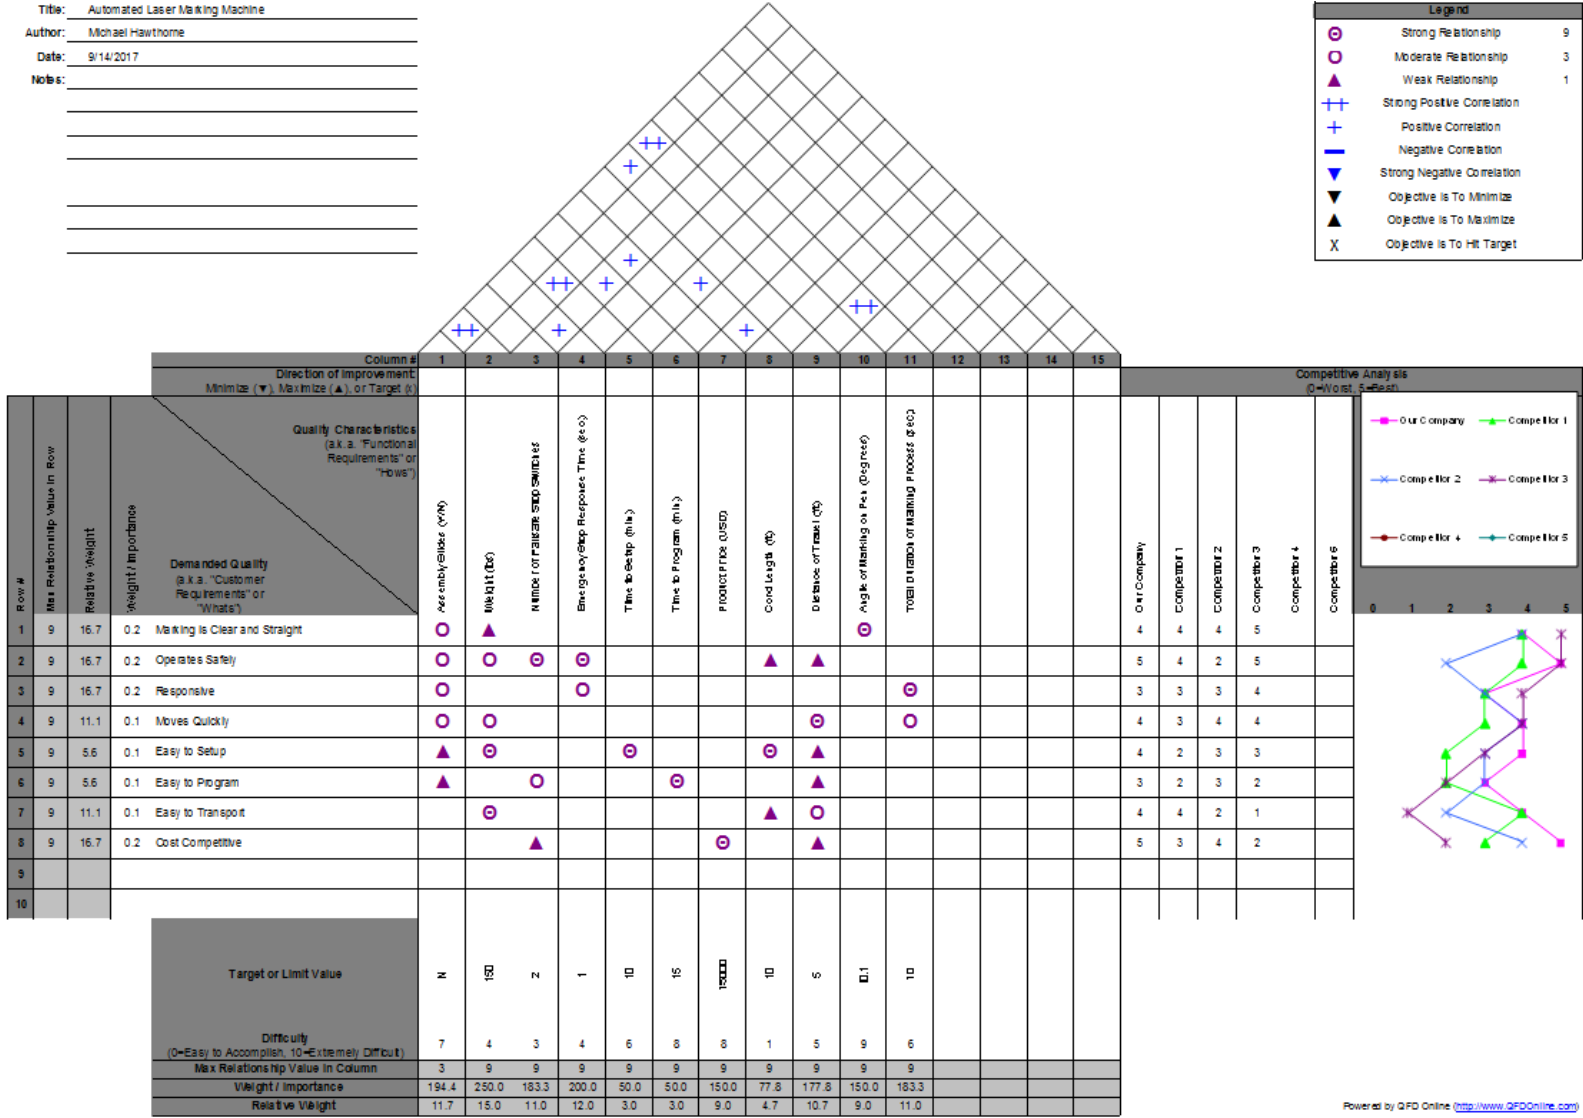 Title: Automated Laser Marking Machine
Author: Michael Hawthorne
Date: 9/14/2017
Notes:
Legend
Strong Relationship 9
Moderate Relationship 3
Weak Relationship 1
Strong Positive Correlation
Positive Correlation
Negative Correlation
Strong Negative Correlation
Objective Is To Minimize
Objective Is To Maximize
X Objective Is To Hit Target
Column # 1 2 3 4 5 6 7 8 9 10 11 12 13 14 15
Direction of Improvement:
Minimize (▼), Maximize (▲), or Target (x)
Competitive Analysis
(0=Worst, 5=Best)
Row #
Max Relationship Value in Row
Relative Weight
Weight / Importance
Quality Characteristics
(a.k.a. "Functional
Requirements" or
"Hows")
Demanded Quality
(a.k.a. "Customer
Requirements" or
"Whats")
Assembly Glides (Y/N)
Weight (lbs)
Number of Failsafe Stop Switches
Emergency Stop Response Time (sec)
Time to Setup (min)
Time to Program (min)
Product Price (USD)
Cord Length (ft)
Distance of Travel (ft)
Angle of Marking on Pen (Degrees)
Total Duration of Marking Process (sec)
Our Company
Competitor 1
Competitor 2
Competitor 3
Competitor 4
Competitor 5
Our Company Competitor 1
Competitor 2 Competitor 3
Competitor 4 Competitor 5
0 1 2 3 4 5
1 9 16.7 0.2 Marking is Clear and Straight 4 4 4 5
2 9 16.7 0.2 Operates Safely 5 4 2 5
3 9 16.7 0.2 Responsive 3 3 3 4
4 9 11.1 0.1 Moves Quickly 4 3 4 4
5 9 5.6 0.1 Easy to Setup 4 2 3 3
6 9 5.6 0.1 Easy to Program 3 2 3 2
7 9 11.1 0.1 Easy to Transport 4 4 2 1
8 9 16.7 0.2 Cost Competitive 5 3 4 2
9
10
Target or Limit Value N 150 2 1 10 15 15000 10 5 0.1 10
Difficulty
(0=Easy to Accomplish, 10=Extremely Difficult) 7 4 3 4 6 8 8 1 5 9 6
Max Relationship Value in Column 3 9 9 9 9 9 9 9 9 9 9
Weight / Importance 194.4 250.0 183.3 200.0 50.0 50.0 150.0 77.8 177.8 150.0 183.3
Relative Weight 11.7 15.0 11.0 12.0 3.0 3.0 9.0 4.7 10.7 9.0 11.0
Powered by QFD Online (http://www.QFDOnline.com)